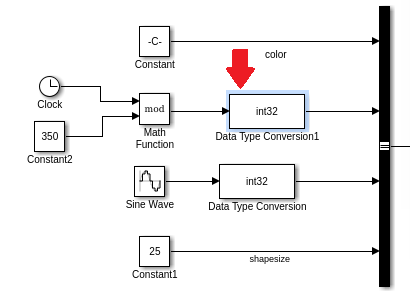 -C-
Constant
color
Clock
mod
Math
Function
int32
Data Type Conversion1
350
Constant2
Sine Wave
int32
Data Type Conversion
25
Constant1
shapesize